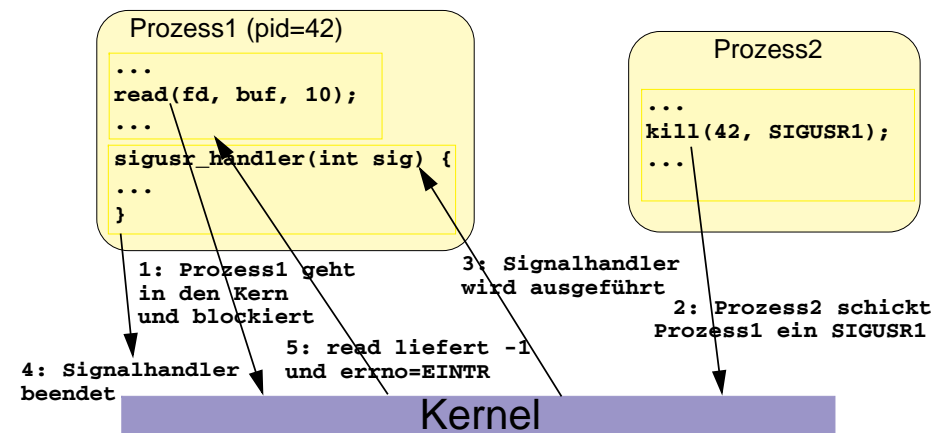 Prozess1 (pid=42)
...
read(fd, buf, 10);
...
sigusr_handler(int sig) {
...
}
Prozess2
...
kill(42, SIGUSR1);
...
1: Prozess1 geht
in den Kern
und blockiert
3: Signalhandler
wird ausgeführt
2: Prozess2 schickt
Prozess1 ein SIGUSR1
4: Signalhandler
beendet
5: read liefert -1
und errno=EINTR
Kernel